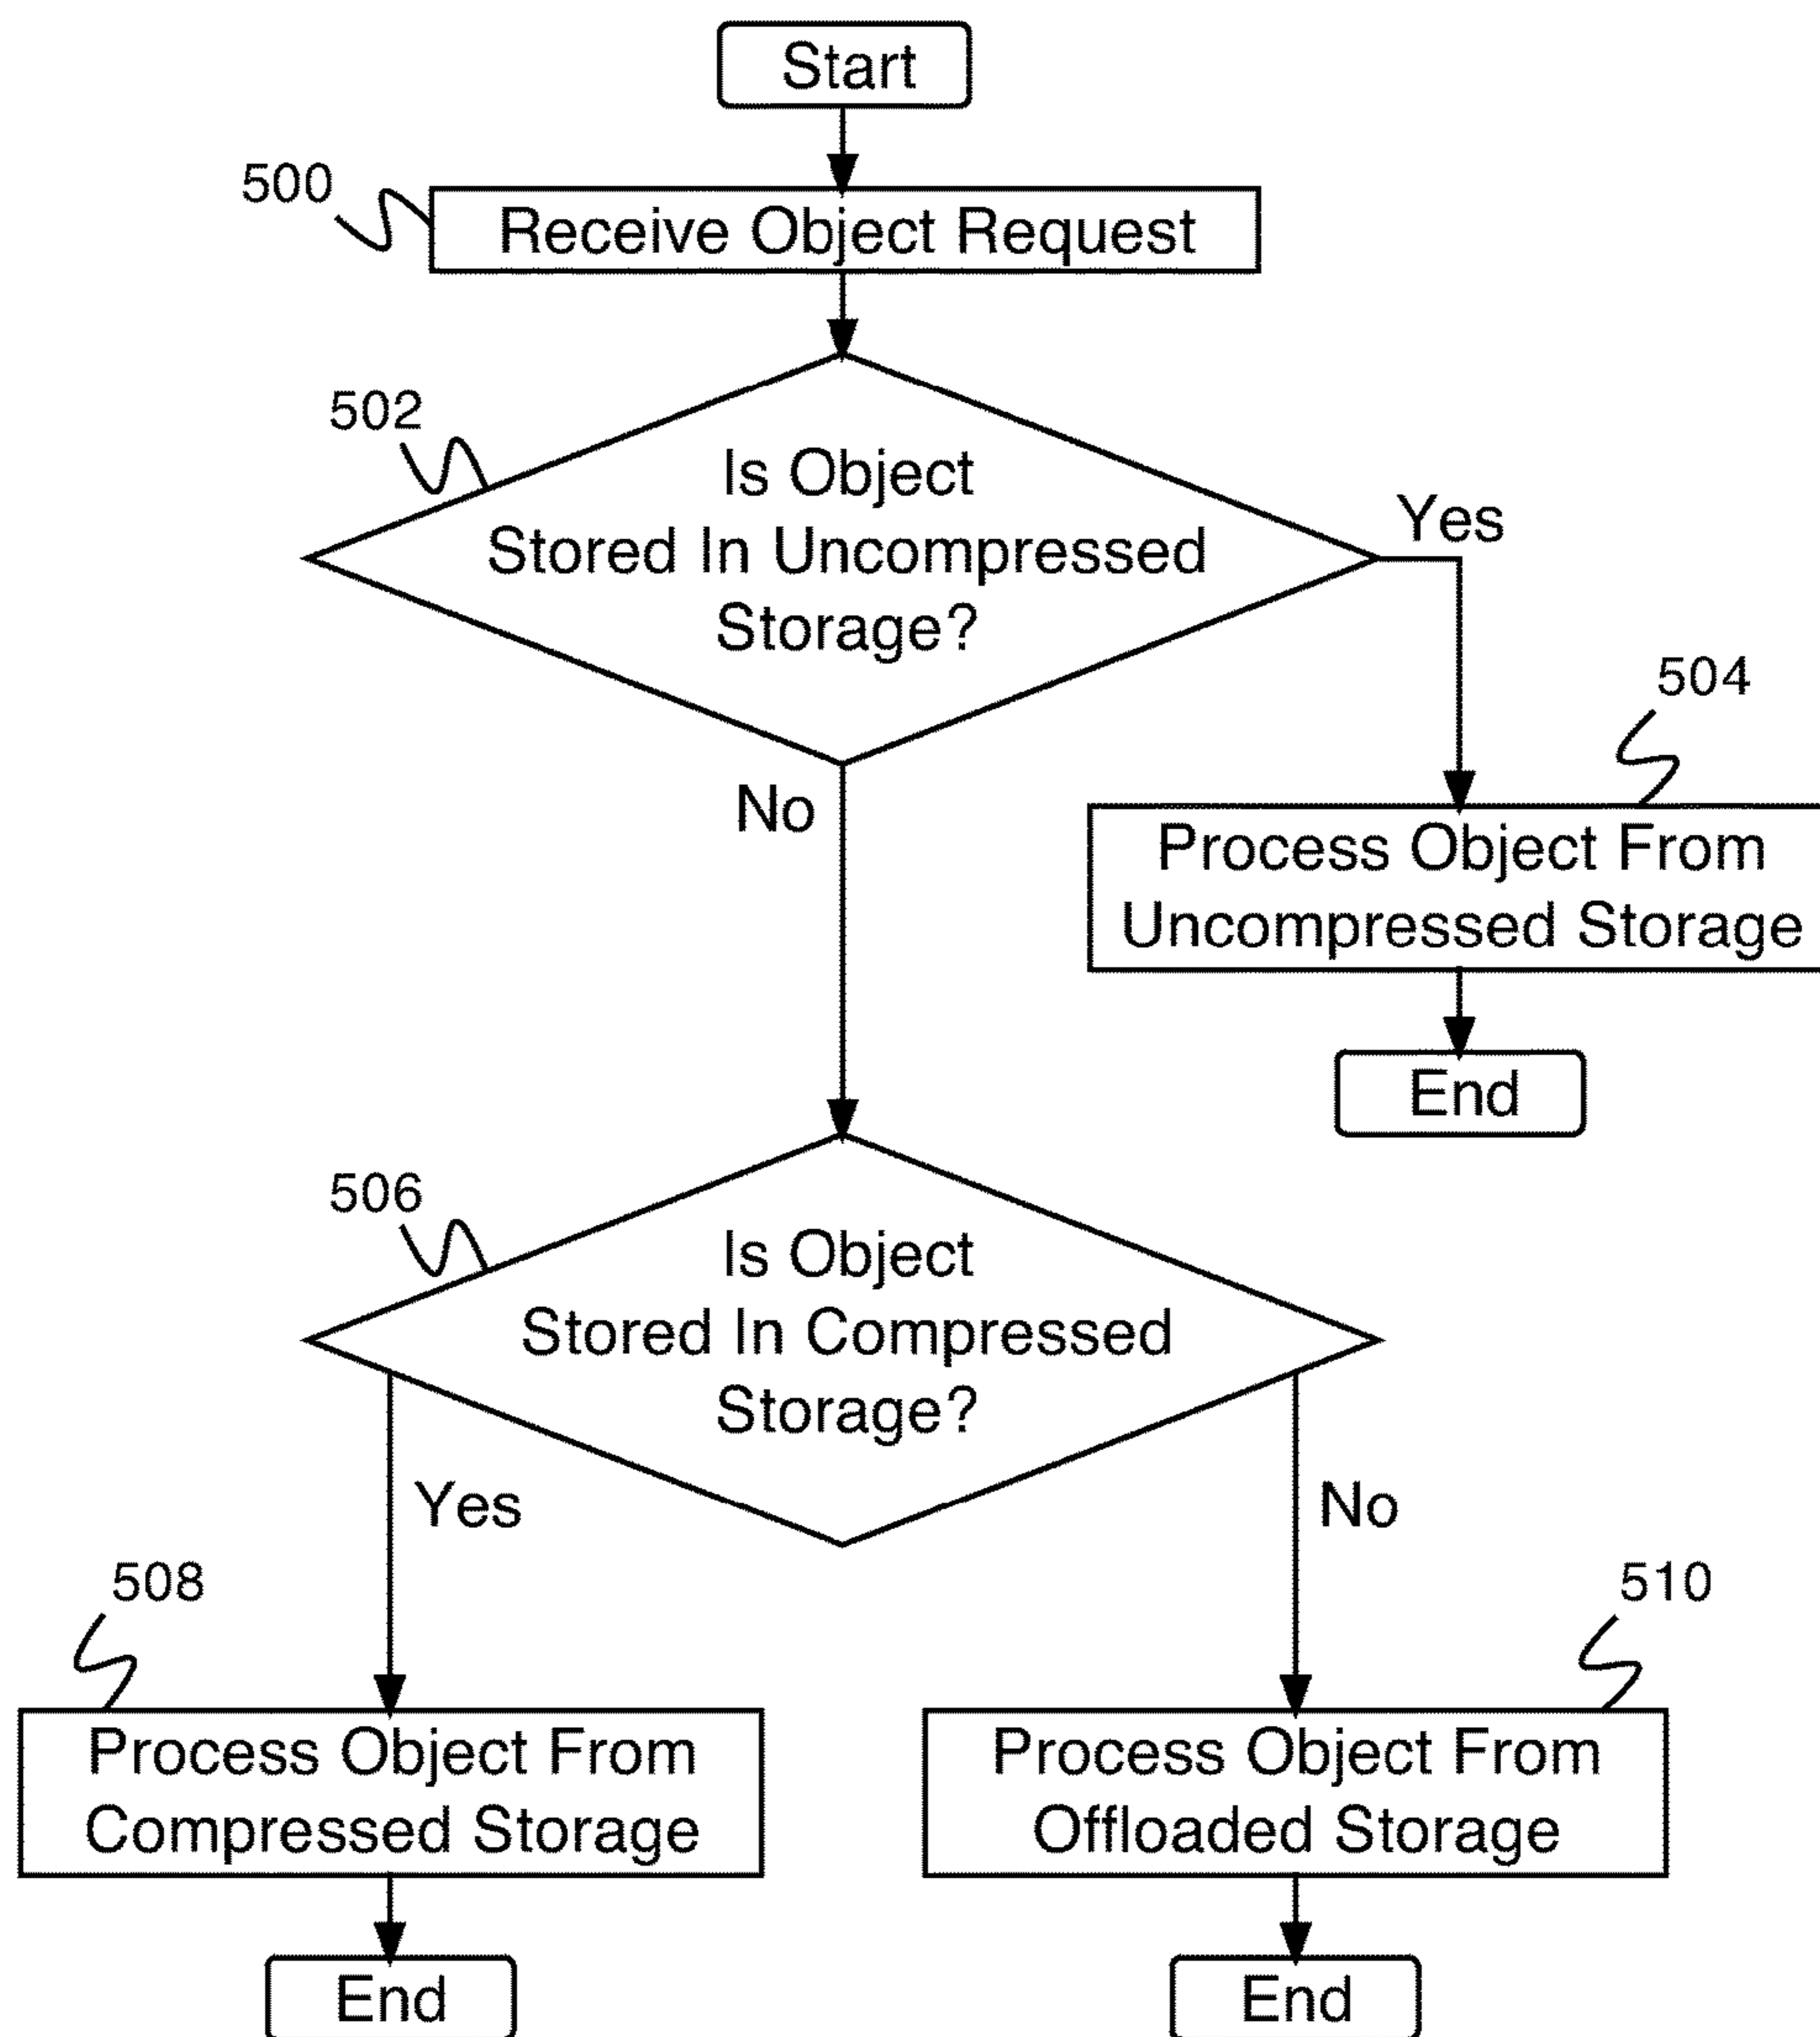 Start
500
Receive Object Request
502
Is Object
Stored In Uncompressed
Storage?
Yes
No
504
Process Object From
Uncompressed Storage
End
506
Is Object
Stored In Compressed
Storage?
Yes
No
508
Process Object From
Compressed Storage
End
510
Process Object From
Offloaded Storage
End